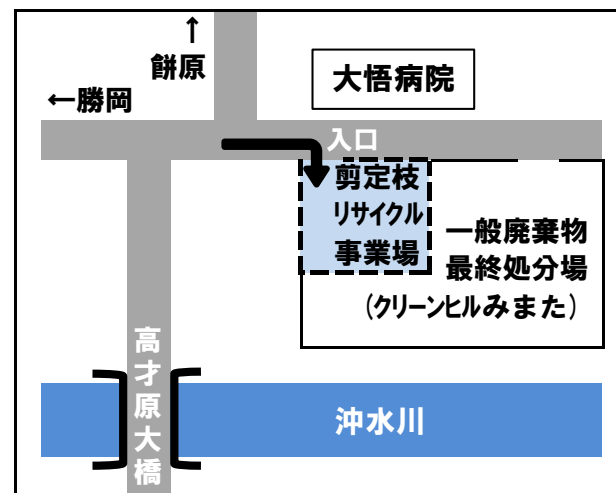 ↑
餅原
大悟病院
←勝岡
入口
剪定枝
リサイクル
事業場
一般廃棄物
最終処分場
(クリーンヒルみまた)
高才原大橋
沖水川